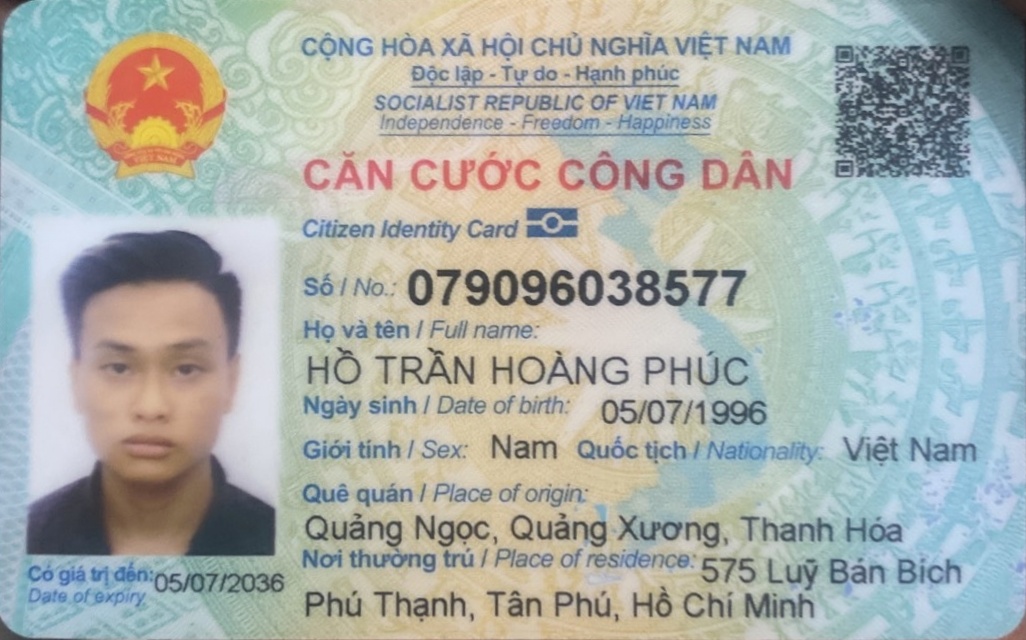 CỘNG HÒA XÃ HỘI CHỦ NGHĨA VIỆT NAM
Độc lập - Tự do - Hạnh phúc
SOCIALIST REPUBLIC OF VIET NAM
Independence - Freedom - Happiness
CĂN CƯỚC CÔNG DÂN
Citizen Identity Card
Số / No.: 079096038577
Họ và tên / Full name:
HỒ TRẦN HOÀNG PHÚC
Ngày sinh / Date of birth: 05/07/1996
Giới tính / Sex: Nam Quốc tịch / Nationality: Việt Nam
Quê quán / Place of origin:
Quảng Ngọc, Quảng Xương, Thanh Hóa
Nơi thường trú / Place of residence: 575 Luỹ Bán Bích
Phú Thạnh, Tân Phú, Hồ Chí Minh
Có giá trị đến: 05/07/2036
Date of expiry